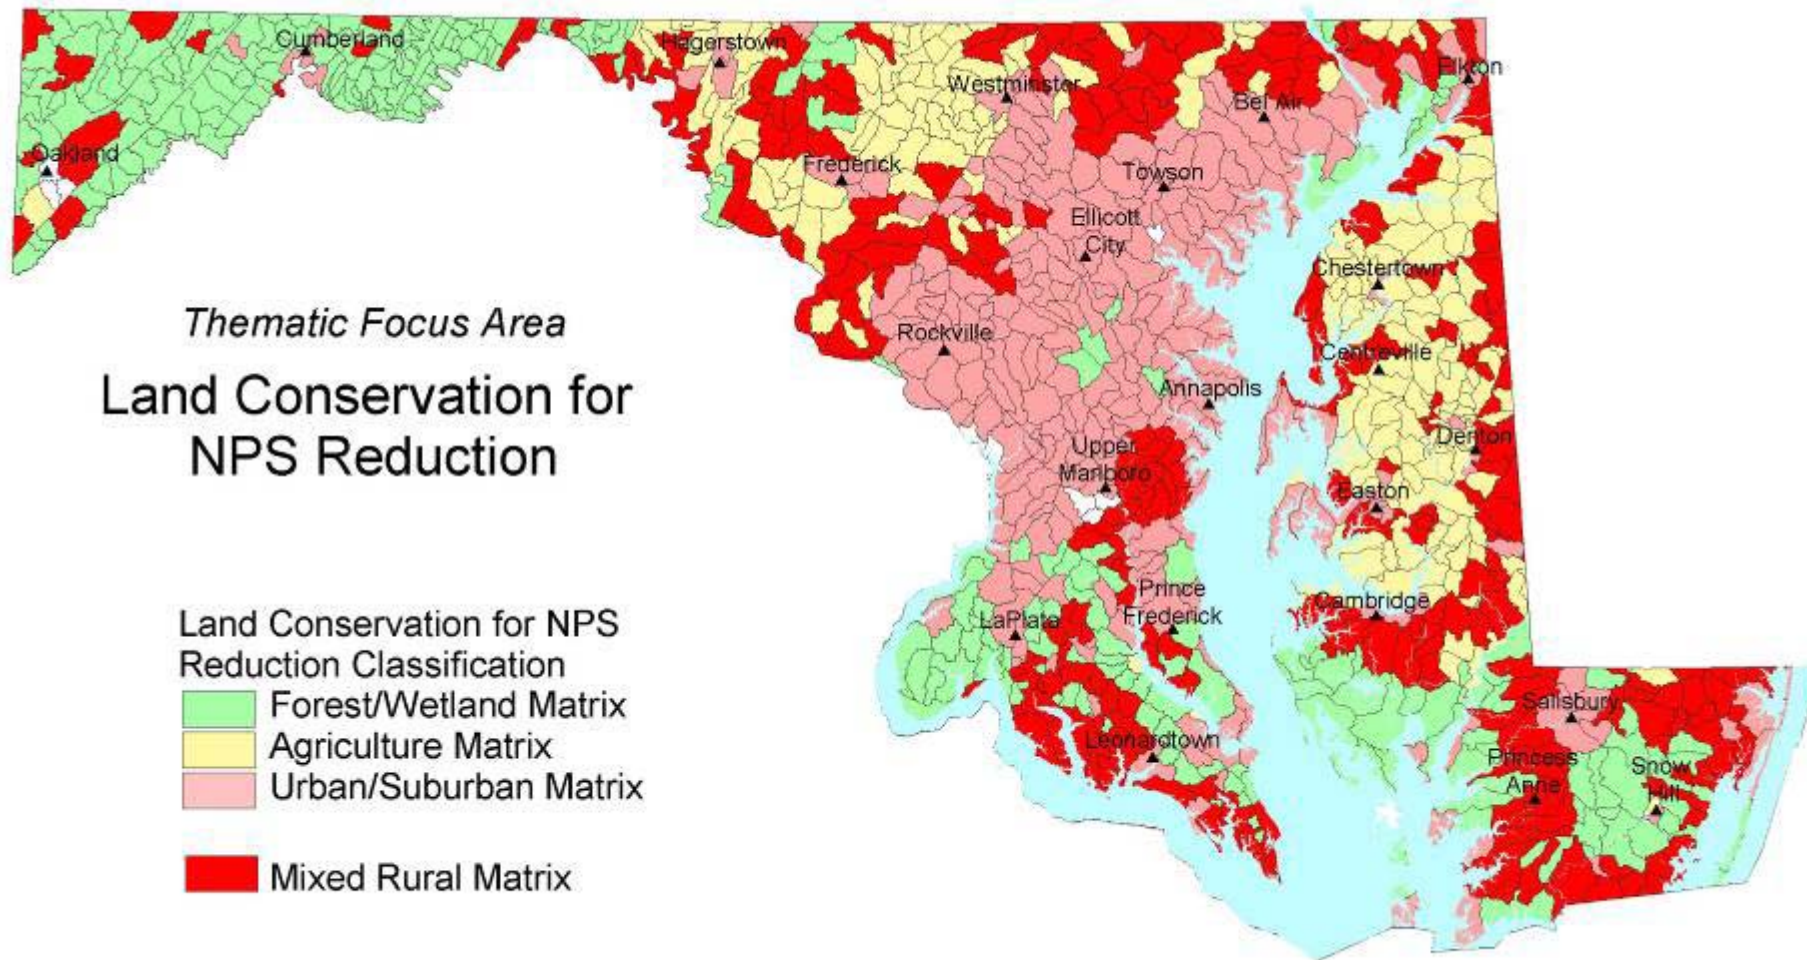 Cumberland
Hagerstown
Westminster
Elkton
Bel Air
Oakland
Frederick
Towson
Ellicott
City
Chestertown
Thematic Focus Area
Rockville
Centreville
Land Conservation for
NPS Reduction
Annapolis
Upper
Marlboro
Denton
Easton
Prince
Frederick
Cambridge
LaPlata
Land Conservation for NPS
Reduction Classification
Forest/Wetland Matrix
Agriculture Matrix
Urban/Suburban Matrix
Mixed Rural Matrix
Salisbury
Leonardtown
Princess
Anne
Snow
Hill